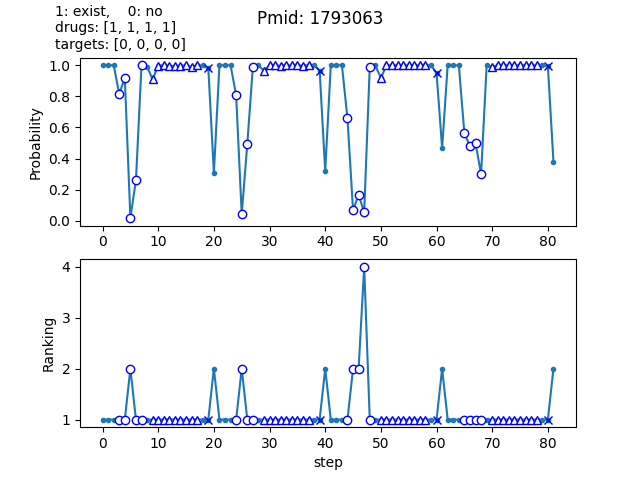 1: exist,    0: no
drugs: [1, 1, 1, 1]
targets: [0, 0, 0, 0]
Pmid: 1793063
1.0
0.8
0.6
0.4
0.2
0.0
Probability
0 10 20 30 40 50 60 70 80
4
3
2
1
Ranking
0 10 20 30 40 50 60 70 80
step